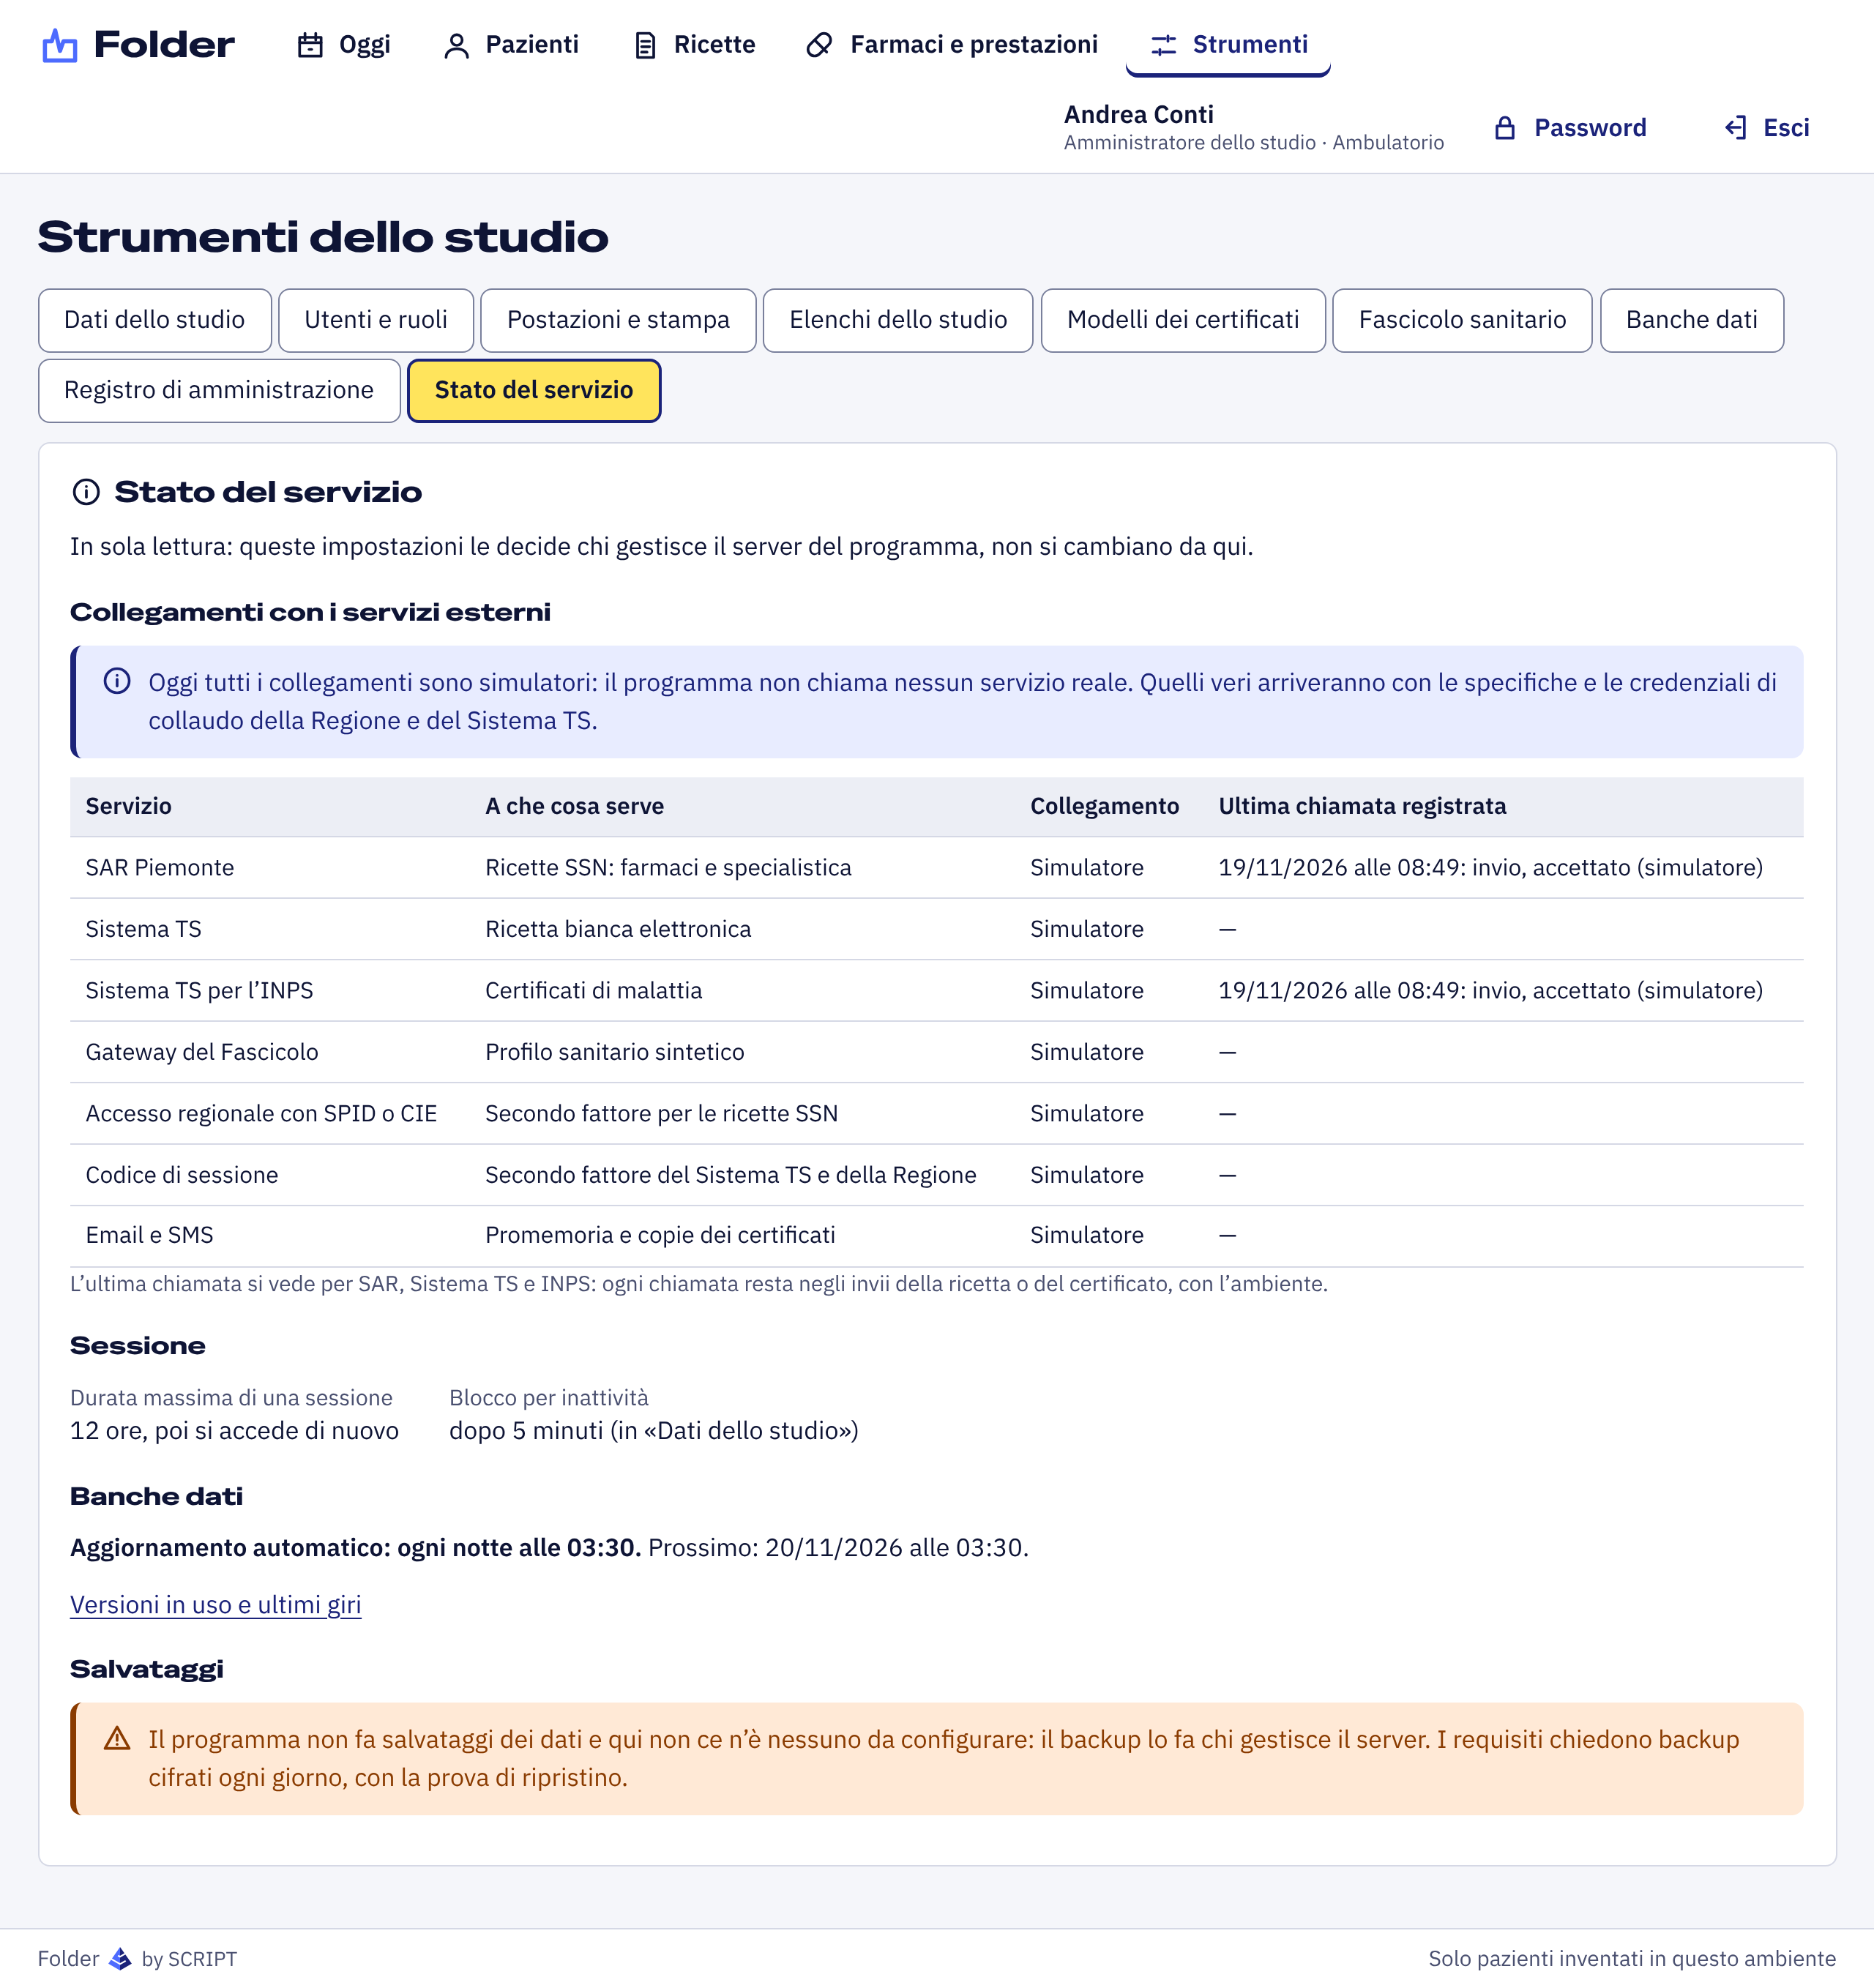 Folder
Oggi
Pazienti
Ricette
Farmaci e prestazioni
Strumenti
Andrea Conti
Amministratore dello studio · Ambulatorio
Password
Esci
Strumenti dello studio
Dati dello studio
Utenti e ruoli
Postazioni e stampa
Elenchi dello studio
Modelli dei certificati
Fascicolo sanitario
Banche dati
Registro di amministrazione
Stato del servizio
Stato del servizio
In sola lettura: queste impostazioni le decide chi gestisce il server del programma, non si cambiano da qui.
Collegamenti con i servizi esterni
Oggi tutti i collegamenti sono simulatori: il programma non chiama nessun servizio reale. Quelli veri arriveranno con le specifiche e le credenziali di
collaudo della Regione e del Sistema TS.
Servizio A che cosa serve Collegamento Ultima chiamata registrata
SAR Piemonte Ricette SSN: farmaci e specialistica Simulatore 19/11/2026 alle 08:49: invio, accettato (simulatore)
Sistema TS Ricetta bianca elettronica Simulatore —
Sistema TS per l’INPS Certificati di malattia Simulatore 19/11/2026 alle 08:49: invio, accettato (simulatore)
Gateway del Fascicolo Profilo sanitario sintetico Simulatore —
Accesso regionale con SPID o CIE Secondo fattore per le ricette SSN Simulatore —
Codice di sessione Secondo fattore del Sistema TS e della Regione Simulatore —
Email e SMS Promemoria e copie dei certificati Simulatore —
L’ultima chiamata si vede per SAR, Sistema TS e INPS: ogni chiamata resta negli invii della ricetta o del certificato, con l’ambiente.
Sessione
Durata massima di una sessione Blocco per inattività
12 ore, poi si accede di nuovo dopo 5 minuti (in «Dati dello studio»)
Banche dati
Aggiornamento automatico: ogni notte alle 03:30. Prossimo: 20/11/2026 alle 03:30.
Versioni in uso e ultimi giri
Salvataggi
Il programma non fa salvataggi dei dati e qui non ce n’è nessuno da configurare: il backup lo fa chi gestisce il server. I requisiti chiedono backup
cifrati ogni giorno, con la prova di ripristino.
Folder by SCRIPT
Solo pazienti inventati in questo ambiente